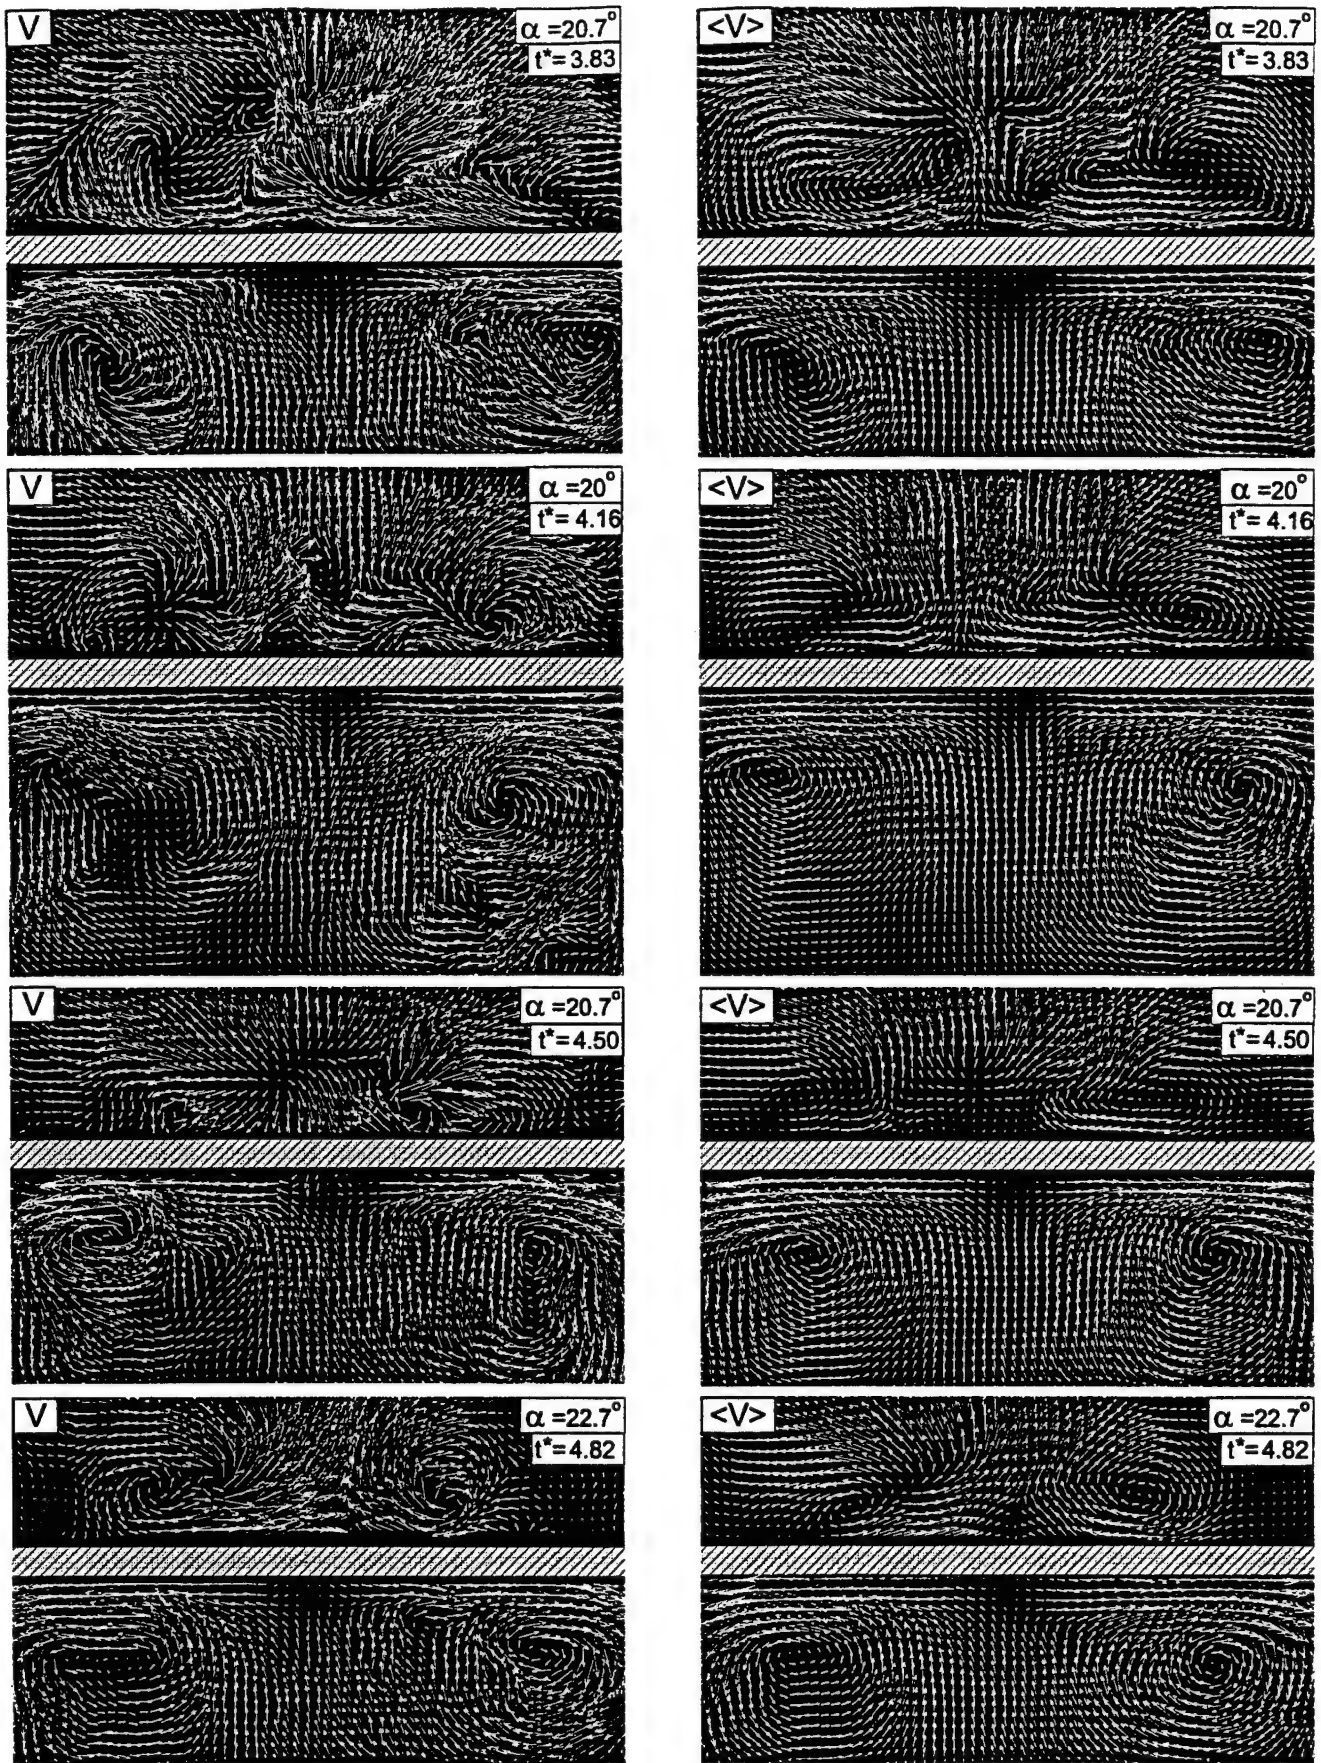 V
α =20.7°
t*= 3.83
<V>
α =20.7°
t*= 3.83
V
α =20°
t*= 4.16
<V>
α =20°
t*= 4.16
V
α =20.7°
t*= 4.50
<V>
α =20.7°
t*= 4.50
V
α =22.7°
t*= 4.82
<V>
α =22.7°
t*= 4.82